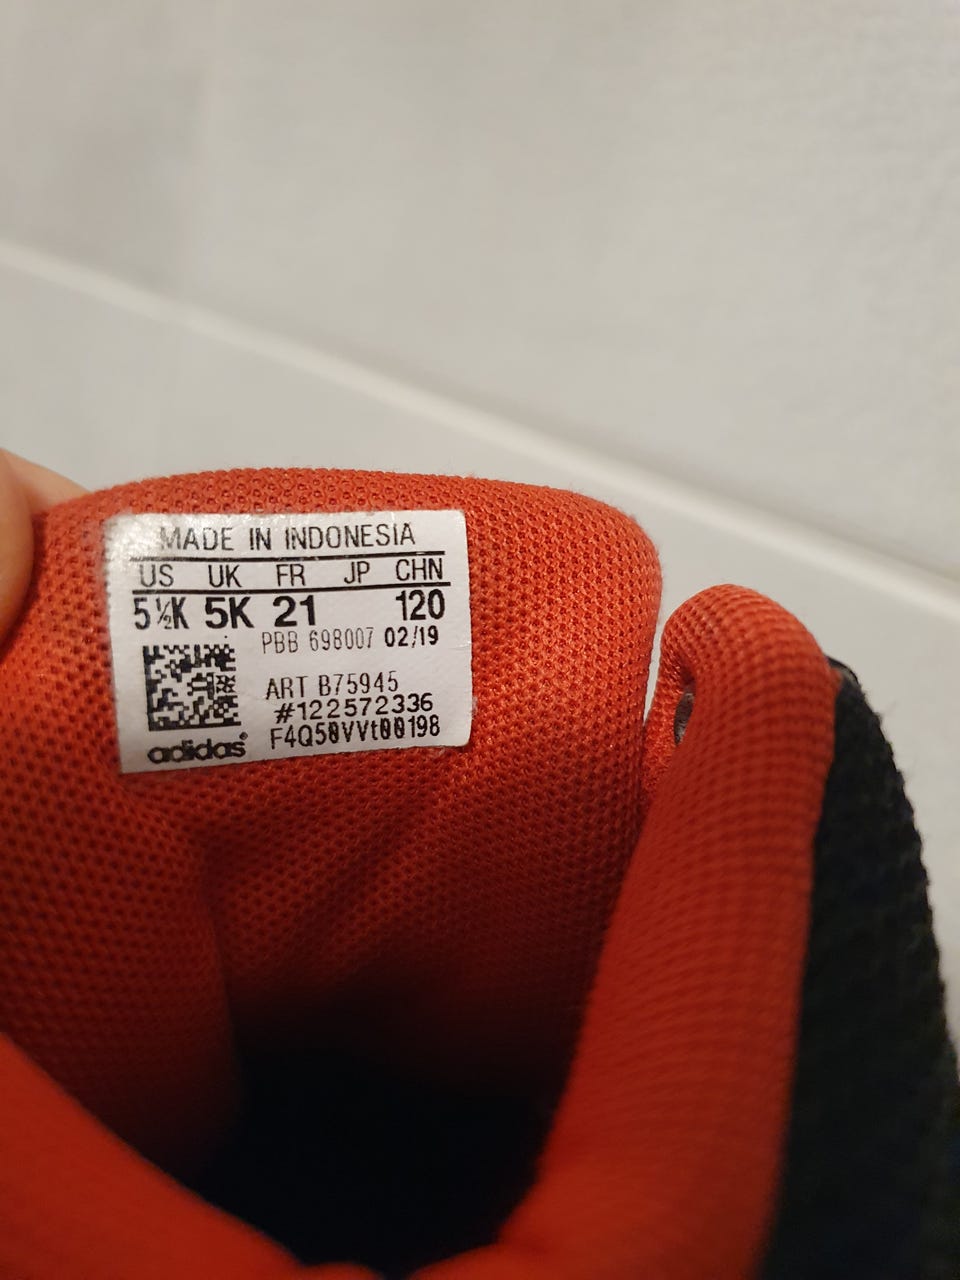 MADE IN INDONESIA
US UK FR JP CHN
5½K 5K 21 120
PBB 698007 02/19
ART B75945
#122572336
F4Q50VVt00198
adidas®